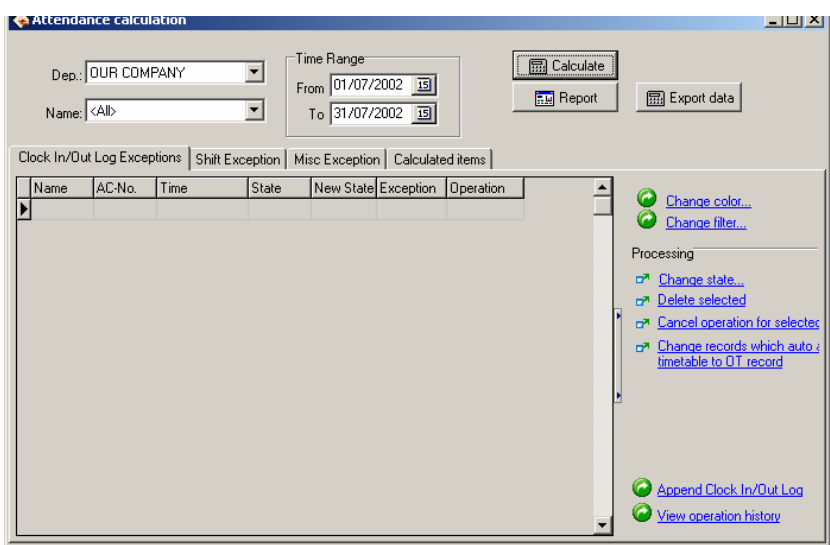 Attendance calculation
Dep.: OUR COMPANY
Name: <All>
Time Range
From 01/07/2002 15
To 31/07/2002 15
Calculate
Report
Export data
Clock In/Out Log Exceptions Shift Exception Misc Exception Calculated items
Name AC-No. Time State New State Exception Operation
Change color...
Change filter...
Processing
Change state...
Delete selected
Cancel operation for selected
Change records which auto
timetable to OT record
Append Clock In/Out Log
View operation history